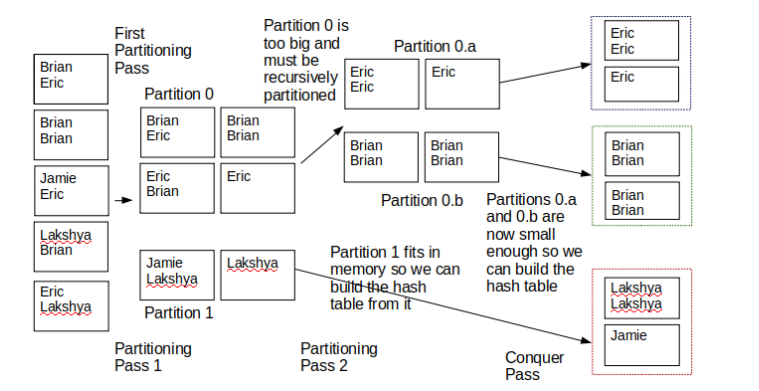 First
Partitioning
Pass
Brian
Eric
Brian
Brian
Jamie
Eric
Lakshya
Brian
Eric
Lakshya
Partition 0
Brian
Eric
Brian
Brian
Eric
Brian
Eric
Jamie
Lakshya
Lakshya
Partition 1
Partitioning
Pass 1
Partition 0 is
too big and
must be
recursively
partitioned
Partition 0.a
Eric
Eric
Eric
Brian
Brian
Brian
Brian
Partition 0.b
Partition 1 fits in
memory so we can
build the hash
table from it
Partitioning
Pass 2
Partitions 0.a
and 0.b are
now small
enough so we
can build the
hash table
Eric
Eric
Eric
Brian
Brian
Brian
Brian
Lakshya
Lakshya
Jamie
Conquer
Pass